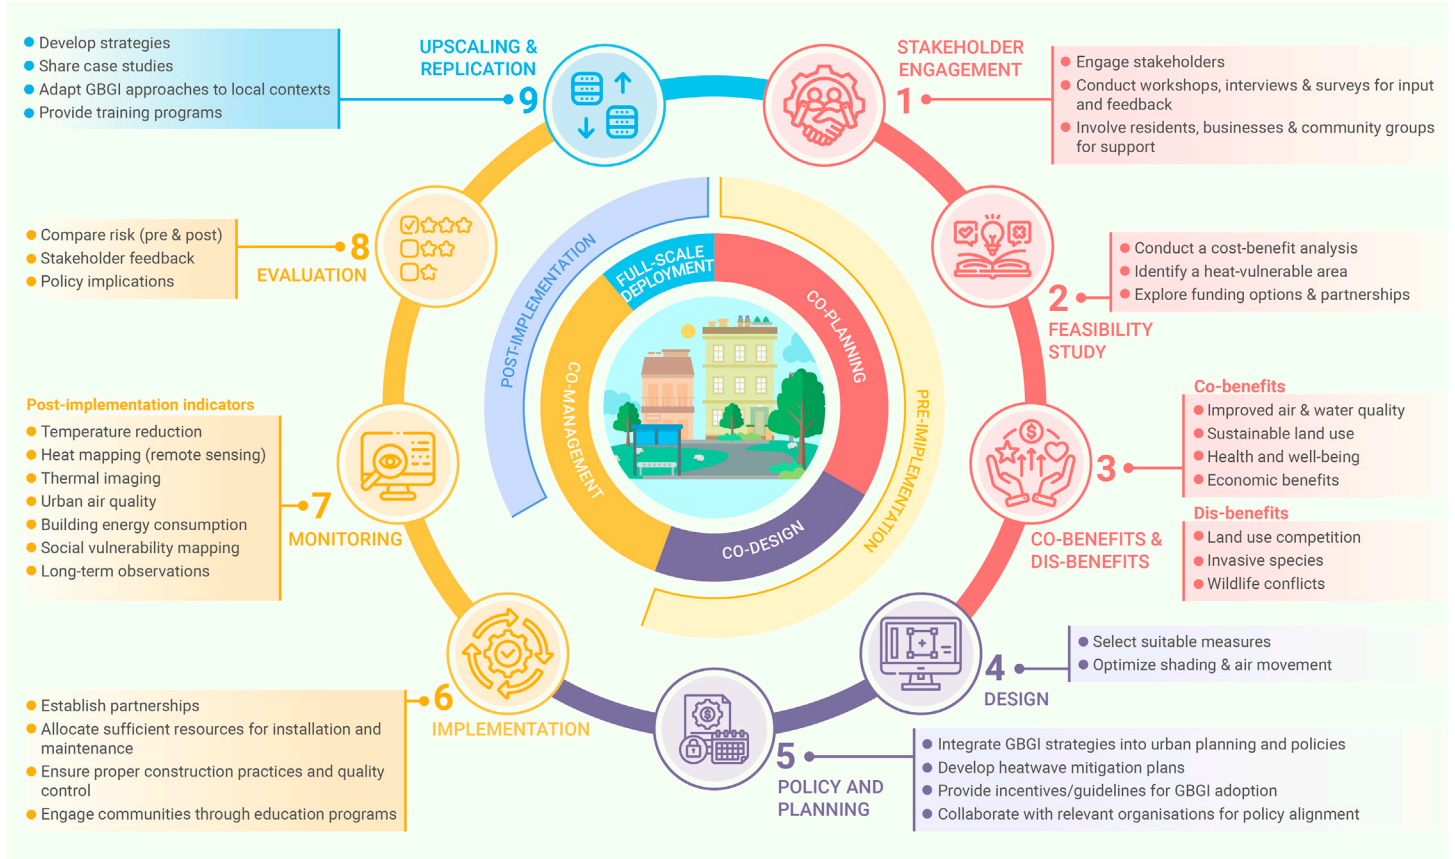 STAKEHOLDER
ENGAGEMENT
1
Engage stakeholders
Conduct workshops, interviews & surveys for input
and feedback
Involve residents, businesses & community groups
for support
2
FEASIBILITY
STUDY
Conduct a cost-benefit analysis
Identify a heat-vulnerable area
Explore funding options & partnerships
3
CO-BENEFITS &
DIS-BENEFITS
Co-benefits
Improved air & water quality
Sustainable land use
Health and well-being
Economic benefits
Dis-benefits
Land use competition
Invasive species
Wildlife conflicts
4
DESIGN
Select suitable measures
Optimize shading & air movement
5
POLICY AND
PLANNING
Integrate GBGI strategies into urban planning and policies
Develop heatwave mitigation plans
Provide incentives/guidelines for GBGI adoption
Collaborate with relevant organisations for policy alignment
6
IMPLEMENTATION
Establish partnerships
Allocate sufficient resources for installation and
maintenance
Ensure proper construction practices and quality
control
Engage communities through education programs
7
MONITORING
Post-implementation indicators
Temperature reduction
Heat mapping (remote sensing)
Thermal imaging
Urban air quality
Building energy consumption
Social vulnerability mapping
Long-term observations
8
EVALUATION
Compare risk (pre & post)
Stakeholder feedback
Policy implications
UPSCALING &
REPLICATION
9
Develop strategies
Share case studies
Adapt GBGI approaches to local contexts
Provide training programs
POST-IMPLEMENTATION
PRE-IMPLEMENTATION
FULL-SCALE
DEPLOYMENT
CO-PLANNING
CO-DESIGN
CO-MANAGEMENT